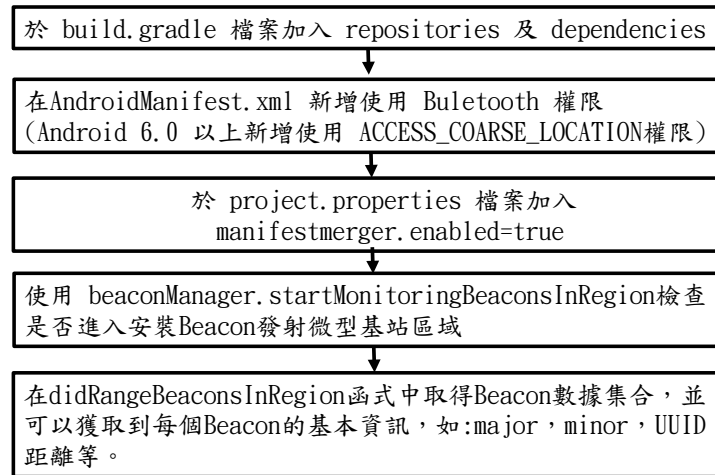 於 build.gradle 檔案加入 repositories 及 dependencies
在AndroidManifest.xml 新增使用 Buletooth 權限
(Android 6.0 以上新增使用 ACCESS_COARSE_LOCATION權限)
於 project.properties 檔案加入
manifestmerger.enabled=true
使用 beaconManager.startMonitoringBeaconsInRegion檢查
是否進入安裝Beacon發射微型基站區域
在didRangeBeaconsInRegion函式中取得Beacon數據集合，並
可以獲取到每個Beacon的基本資訊，如:major，minor，UUID
距離等。